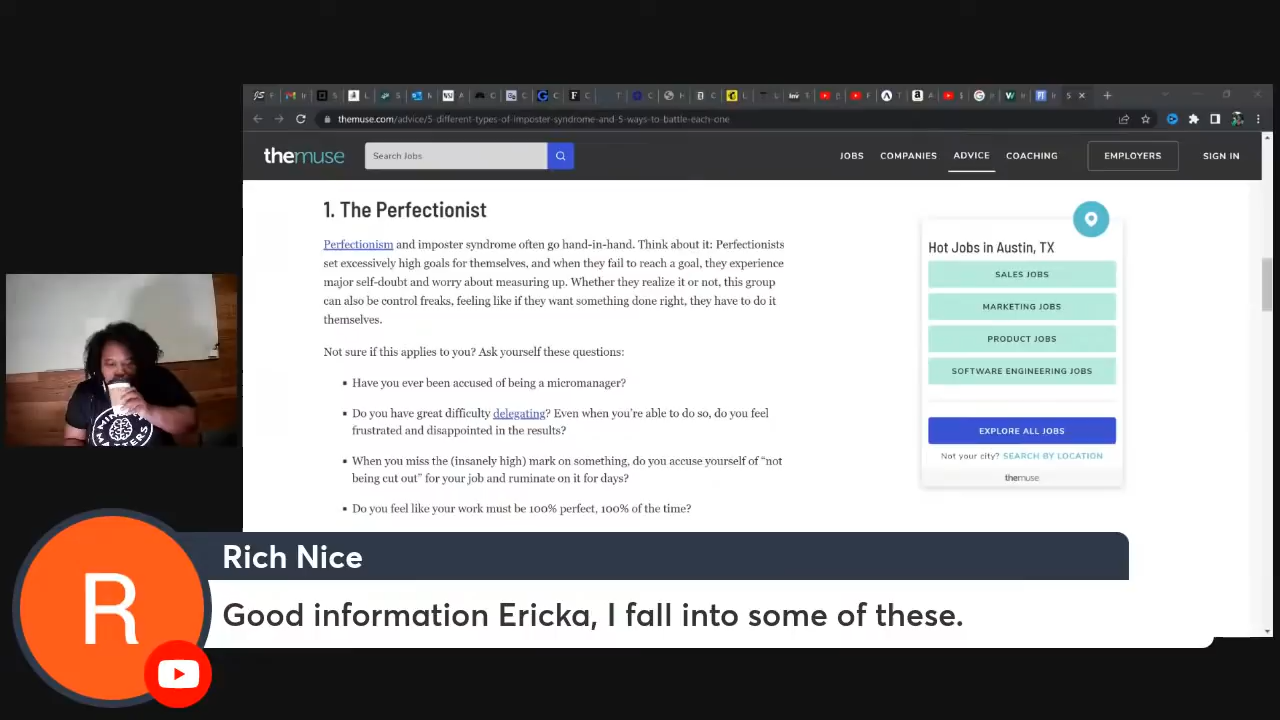 themuse.com/advice/5-different-types-of-imposter-syndrome-and-5-ways-to-battle-each-one
themuse
Search Jobs
JOBS COMPANIES ADVICE COACHING EMPLOYERS SIGN IN
1. The Perfectionist
Perfectionism and imposter syndrome often go hand-in-hand. Think about it: Perfectionists
set excessively high goals for themselves, and when they fail to reach a goal, they experience
major self-doubt and worry about measuring up. Whether they realize it or not, this group
can also be control freaks, feeling like if they want something done right, they have to do it
themselves.
Not sure if this applies to you? Ask yourself these questions:
▪ Have you ever been accused of being a micromanager?
▪ Do you have great difficulty delegating? Even when you’re able to do so, do you feel
frustrated and disappointed in the results?
▪ When you miss the (insanely high) mark on something, do you accuse yourself of “not
being cut out” for your job and ruminate on it for days?
▪ Do you feel like your work must be 100% perfect, 100% of the time?
Hot Jobs in Austin, TX
SALES JOBS
MARKETING JOBS
PRODUCT JOBS
SOFTWARE ENGINEERING JOBS
EXPLORE ALL JOBS
Not your city? SEARCH BY LOCATION
themuse
MATTERS
R
Rich Nice
Good information Ericka, I fall into some of these.